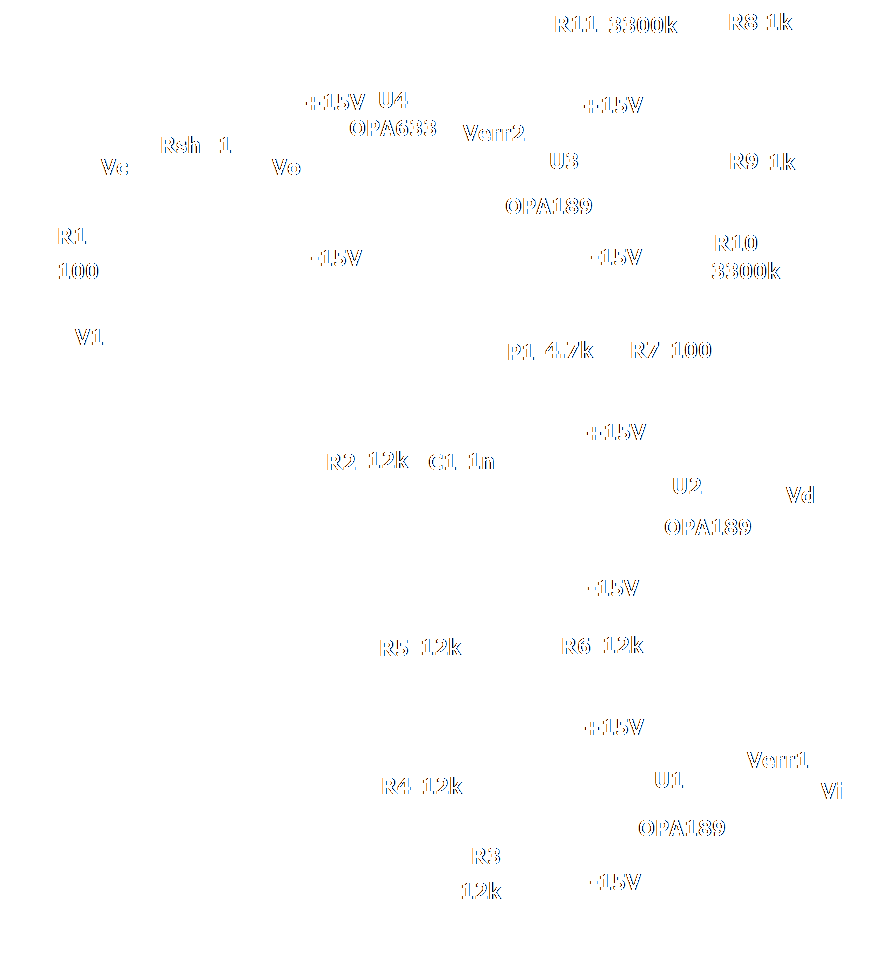 R11 3300k R8 1k
+15V U4 +15V
OPA633 Verr2
Rsh 1 U3 R9 1k
Vc Vo
OPA189
R1 R10
100 -15V -15V 3300k
V1
P1 4.7k R7 100
+15V
R2 12k C1 1n
U2 Vd
OPA189
-15V
R5 12k R6 12k
+15V
Verr1
R4 12k U1 Vi
OPA189
R3
12k -15V